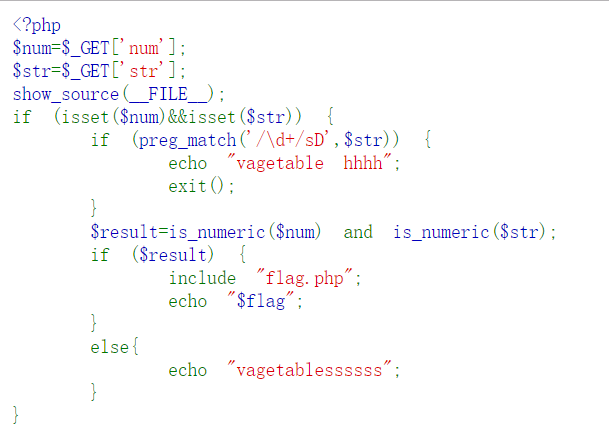 <?php
$num=$_GET['num'];
$str=$_GET['str'];
show_source(__FILE__);
if (isset($num)&&isset($str)) {
if (preg_match('/\d+/sD',$str)) {
echo "vagetable hhhh";
exit();
}
$result=is_numeric($num) and is_numeric($str);
if ($result) {
include "flag.php";
echo "$flag";
}
else{
echo "vagetablessssss";
}
}